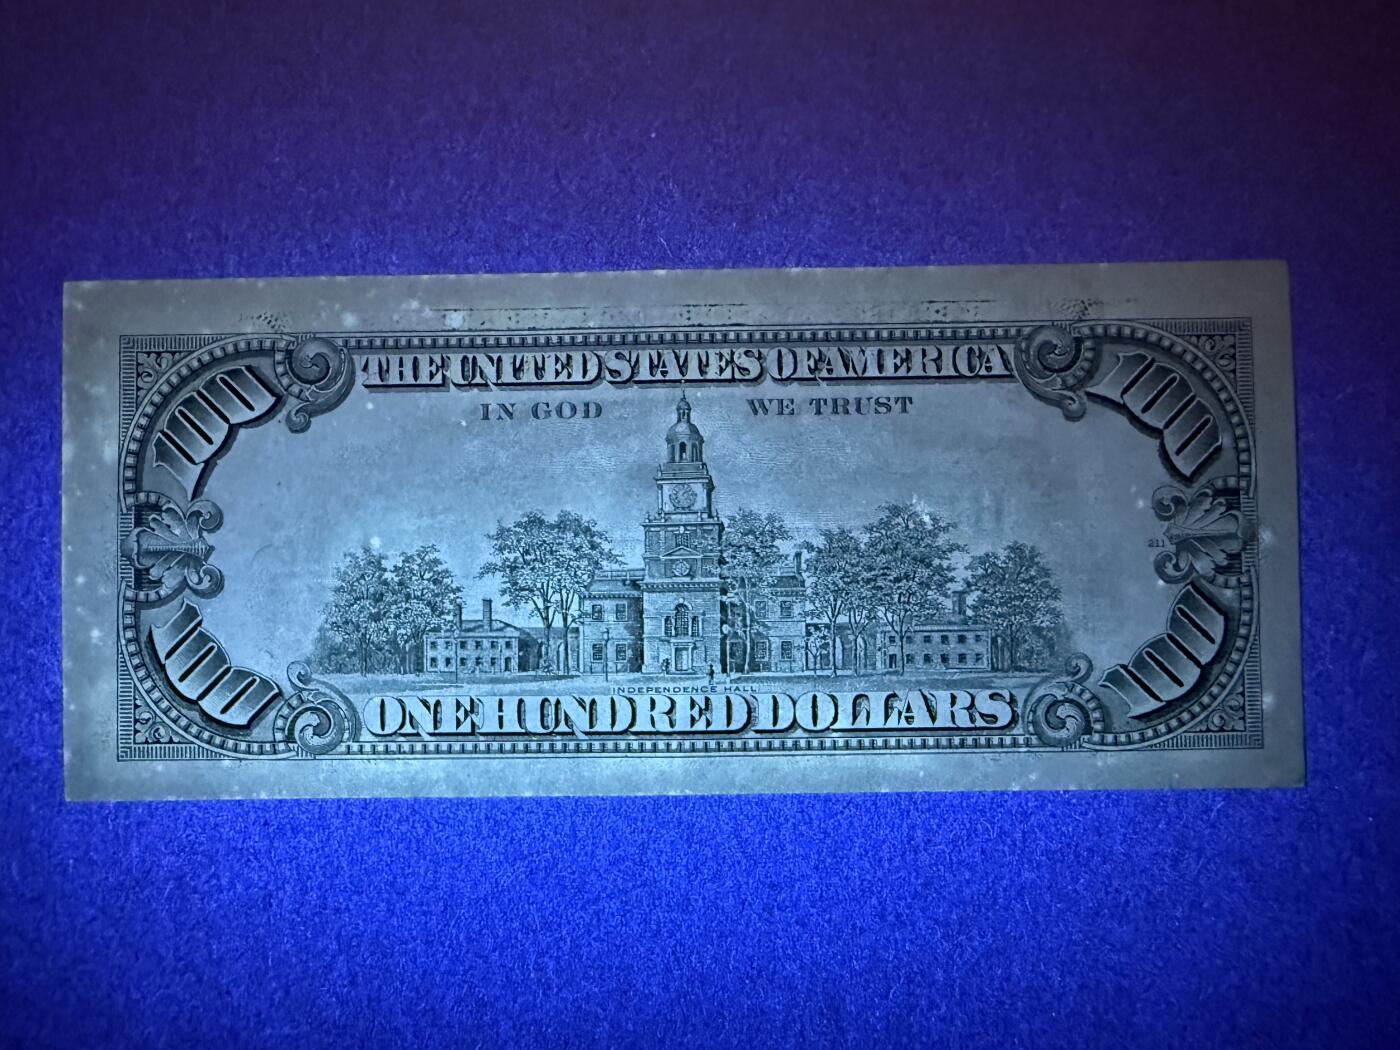 THE UNITED STATES OF AMERICA
100
100
IN GOD WE TRUST
211
INDEPENDENCE HALL
100
100
ONE HUNDRED DOLLARS